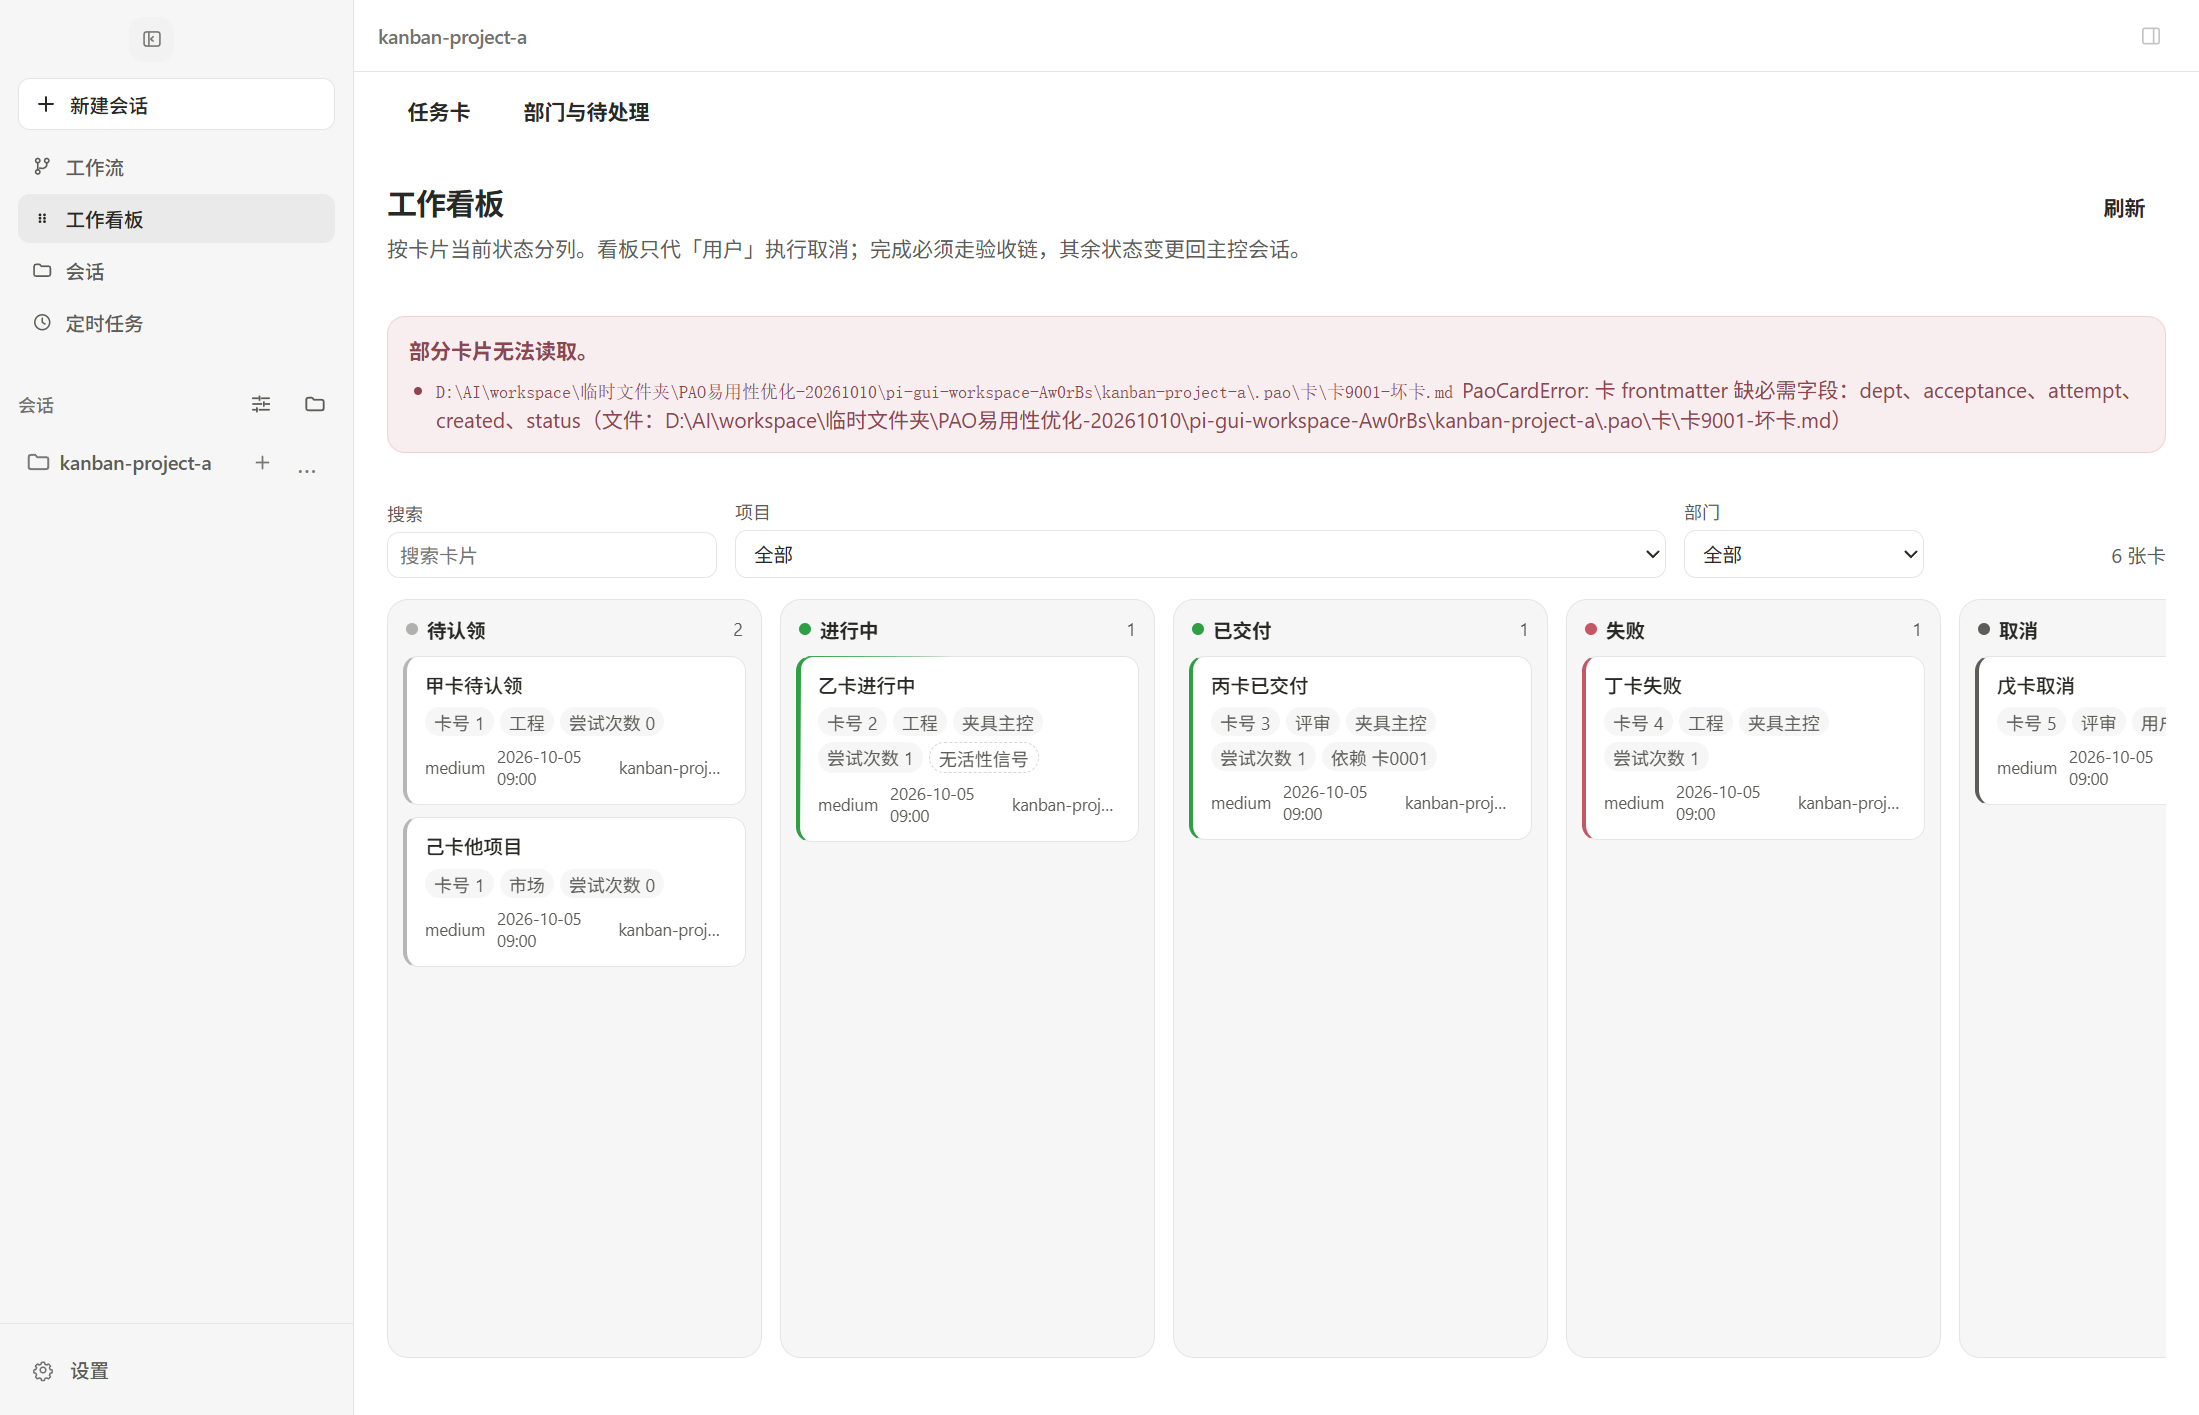 kanban-project-a
新建会话
工作流
工作看板
会话
定时任务
会话
kanban-project-a
...
设置
任务卡
部门与待处理
工作看板
刷新
按卡片当前状态分列。看板只代「用户」执行取消；完成必须走验收链，其余状态变更回主控会话。
部分卡片无法读取。
D:\AI\workspace\临时文件夹\PAO易用性优化-20261010\pi-gui-workspace-Aw0rBs\kanban-project-a\.pao\卡\卡9001-坏卡.md PaoCardError: 卡 frontmatter 缺必需字段：dept、acceptance、attempt、
created、status（文件：D:\AI\workspace\临时文件夹\PAO易用性优化-20261010\pi-gui-workspace-Aw0rBs\kanban-project-a\.pao\卡\卡9001-坏卡.md）
搜索
搜索卡片
项目
全部
部门
全部
6 张卡
待认领 2
甲卡待认领
卡号 1 工程 尝试次数 0
medium 2026-10-05 09:00 kanban-proj...
己卡他项目
卡号 1 市场 尝试次数 0
medium 2026-10-05 09:00 kanban-proj...
进行中 1
乙卡进行中
卡号 2 工程 夹具主控
尝试次数 1 无活性信号
medium 2026-10-05 09:00 kanban-proj...
已交付 1
丙卡已交付
卡号 3 评审 夹具主控
尝试次数 1 依赖 卡0001
medium 2026-10-05 09:00 kanban-proj...
失败 1
丁卡失败
卡号 4 工程 夹具主控
尝试次数 1
medium 2026-10-05 09:00 kanban-proj...
取消
戊卡取消
卡号 5 评审 用户
medium 2026-10-05 09:00